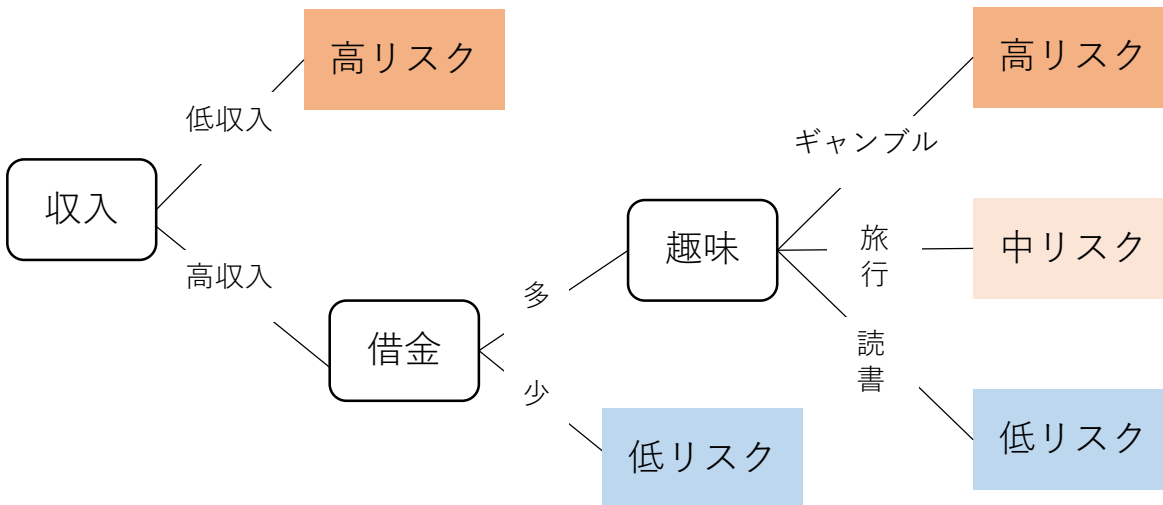 収入
低収入
高リスク
高収入
借金
多
趣味
ギャンブル
高リスク
旅
行
中リスク
読
書
低リスク
少
低リスク